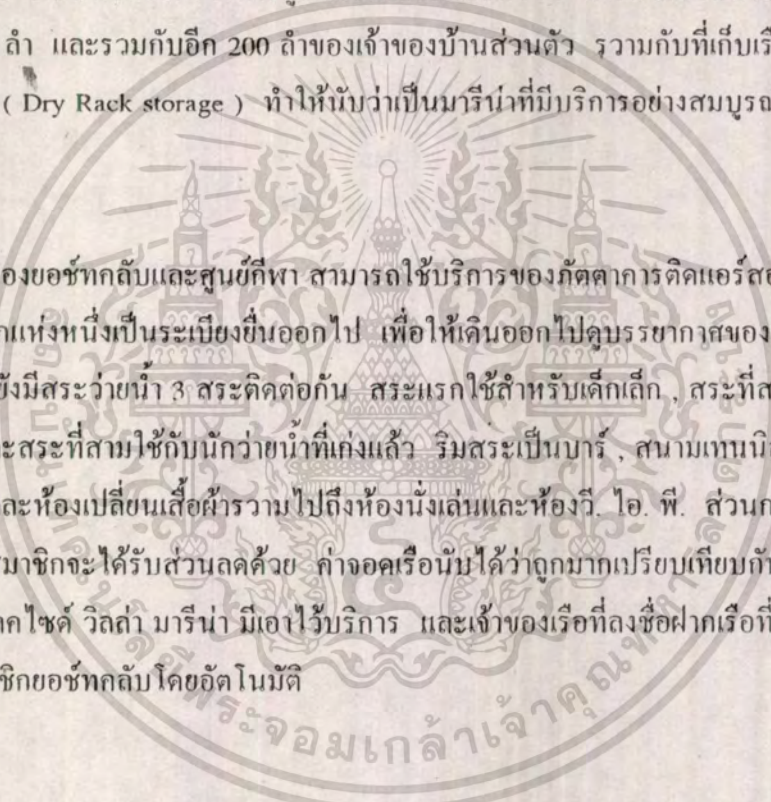 ลำ และรวมกับอีก 200 ลำของเจ้าของบ้านส่วนตัว รวามกับที่เก็บเรื
( Dry Rack storage ) ทำให้นับว่าเป็นมารีน่าที่มีบริการอย่างสมบูรณ
องยอช์ทกลับและศูนย์กีฬา สามารถใช้บริการของภัตตาการติดแอร์สอ
กแห่งหนึ่งเป็นระเบียงยื่นออกไป เพื่อให้เดินออกไปดูบรรยากาศของ
ยังมีสระว่ายน้ำ 3 สระติดต่อกัน สระแรกใช้สำหรับเด็กเล็ก , สระที่ส
ะสระที่สามใช้กับนักว่ายน้ำที่เก่งแล้ว ริมสระเป็นบาร์ , สนามเทนนิ
ละห้องเปลี่ยนเสื้อผ้ารวามไปถึงห้องนั่งเล่นและห้องวี. ไอ. พี. ส่วนก
สมาชิกจะได้รับส่วนลดด้วย ค่าจอดเรือนับได้ว่าถูกมากเปรียบเทียบกั
คไซด์ วิลล่า มารีน่า มีเอาไว้บริการ และเจ้าของเรือที่ลงชื่อฝากเรือที่
ชิกยอช์ทคลับโดยอัตโนมัติ
พระจอมเกล้าเจ้าคุณทหาร